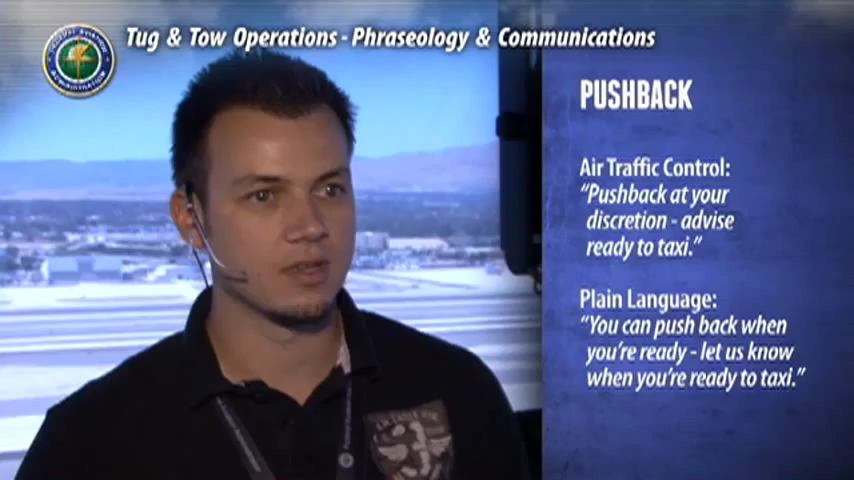 Tug & Tow Operations - Phraseology & Communications
PUSHBACK
Air Traffic Control:
“Pushback at your
discretion - advise
ready to taxi.”
Plain Language:
“You can push back when
you’re ready - let us know
when you’re ready to taxi.”